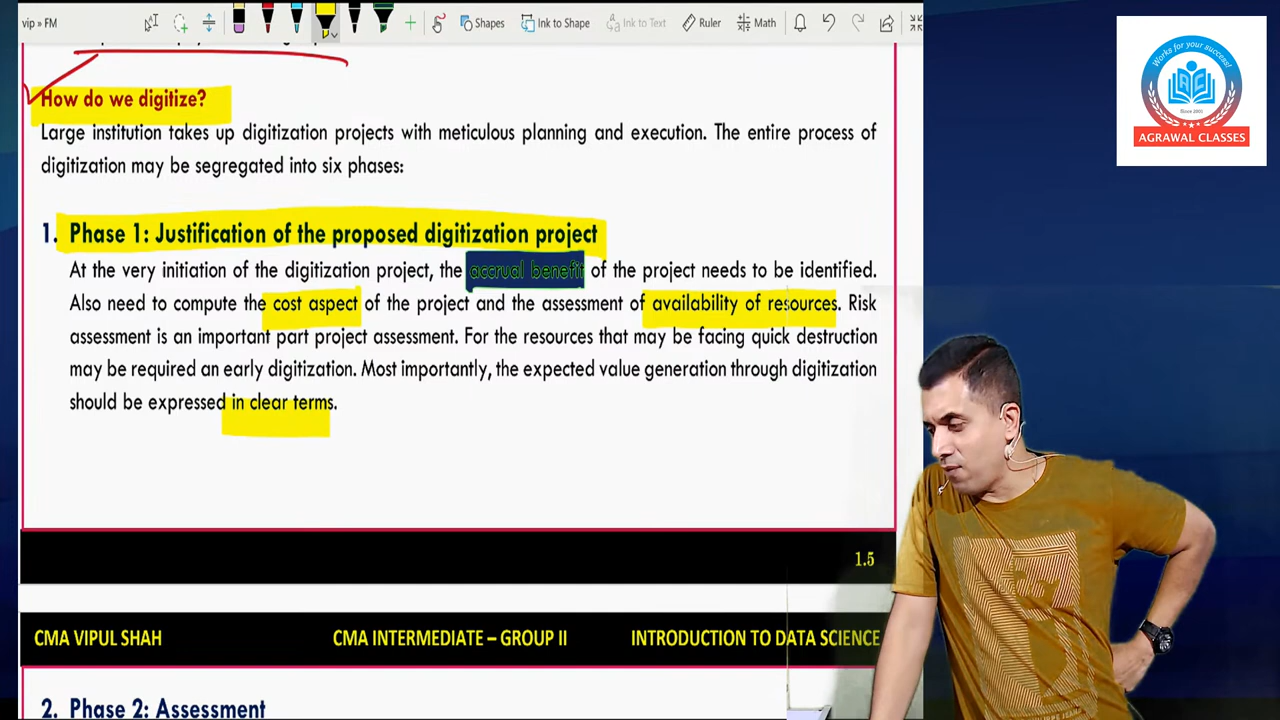 vip » FM
Shapes
Ink to Shape
Ink to Text
Ruler
Math
How do we digitize?
Large institution takes up digitization projects with meticulous planning and execution. The entire process of
digitization may be segregated into six phases:
1. Phase 1: Justification of the proposed digitization project
At the very initiation of the digitization project, the accrual benefit of the project needs to be identified.
Also need to compute the cost aspect of the project and the assessment of availability of resources. Risk
assessment is an important part project assessment. For the resources that may be facing quick destruction
may be required an early digitization. Most importantly, the expected value generation through digitization
should be expressed in clear terms.
1.5
CMA VIPUL SHAH
CMA INTERMEDIATE – GROUP II
INTRODUCTION TO DATA SCIENCE
2. Phase 2: Assessment
Works for your success!
AC
Since 2001
AGRAWAL CLASSES